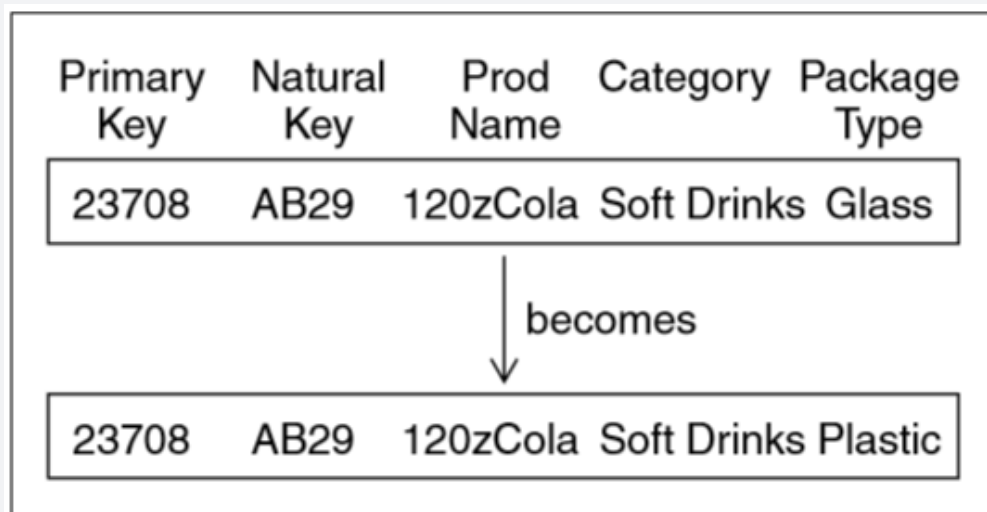 Primary Natural Prod Category Package
Key Key Name Type
23708 AB29 120zCola Soft Drinks Glass
becomes
23708 AB29 120zCola Soft Drinks Plastic